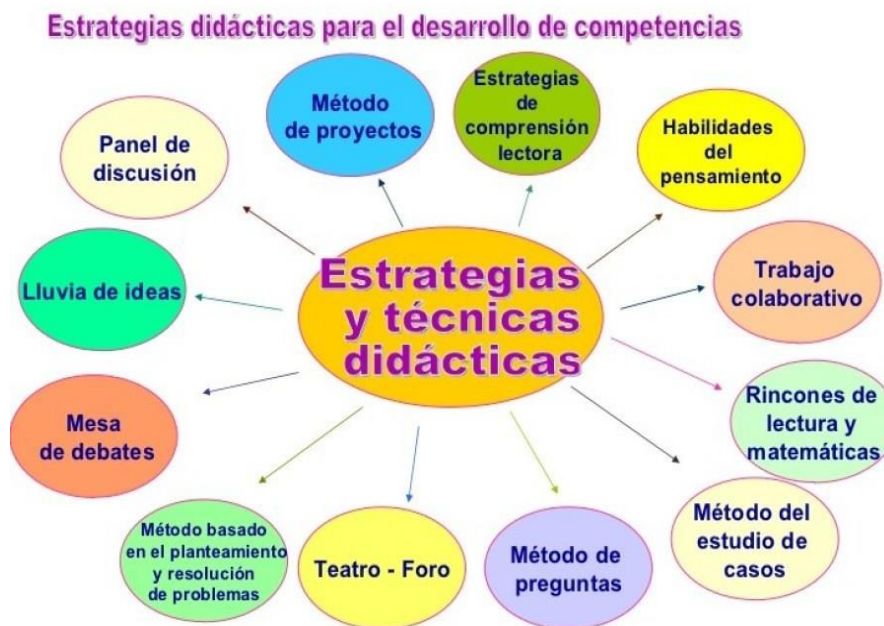 Estrategias didácticas para el desarrollo de competencias
Método
de proyectos
Estrategias
de
comprensión
lectora
Habilidades
del
pensamiento
Panel de
discusión
Lluvia de ideas
Estrategias
y técnicas
didácticas
Trabajo
colaborativo
Mesa
de debates
Rincones de
lectura y
matemáticas
Método basado
en el planteamiento
y resolución
de problemas
Teatro - Foro
Método de
preguntas
Método del
estudio de
casos